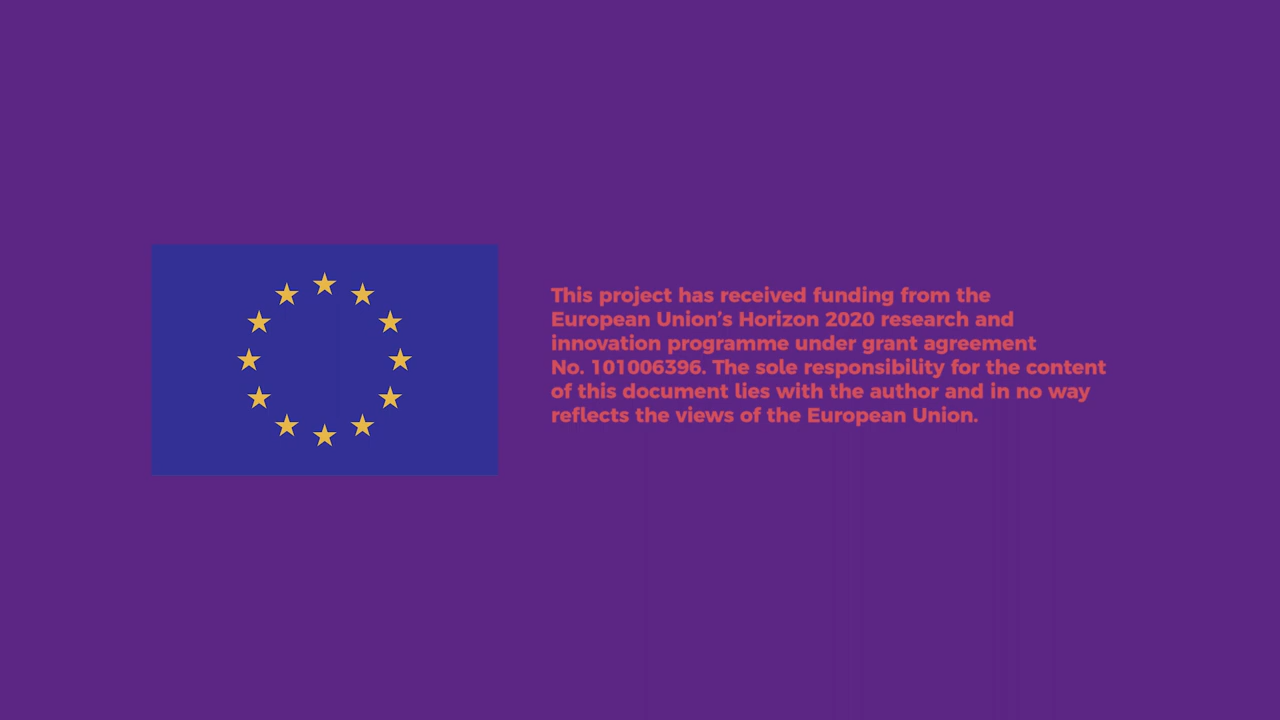 This project has received funding from the
European Union’s Horizon 2020 research and
innovation programme under grant agreement
No. 101006396. The sole responsibility for the content
of this document lies with the author and in no way
reflects the views of the European Union.